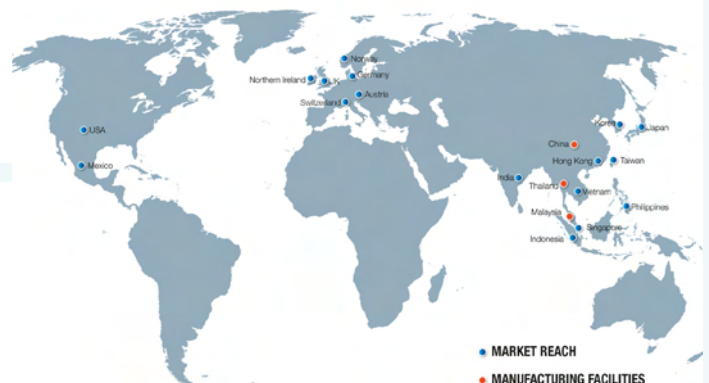 Norway
Germany
Northern Ireland
UK
Austria
Switzerland
USA
Korea
Japan
China
Mexico
Hong Kong
Taiwan
India
Thailand
Vietnam
Philippines
Malaysia
Singapore
Indonesia
MARKET REACH
MANUFACTURING FACILITIES